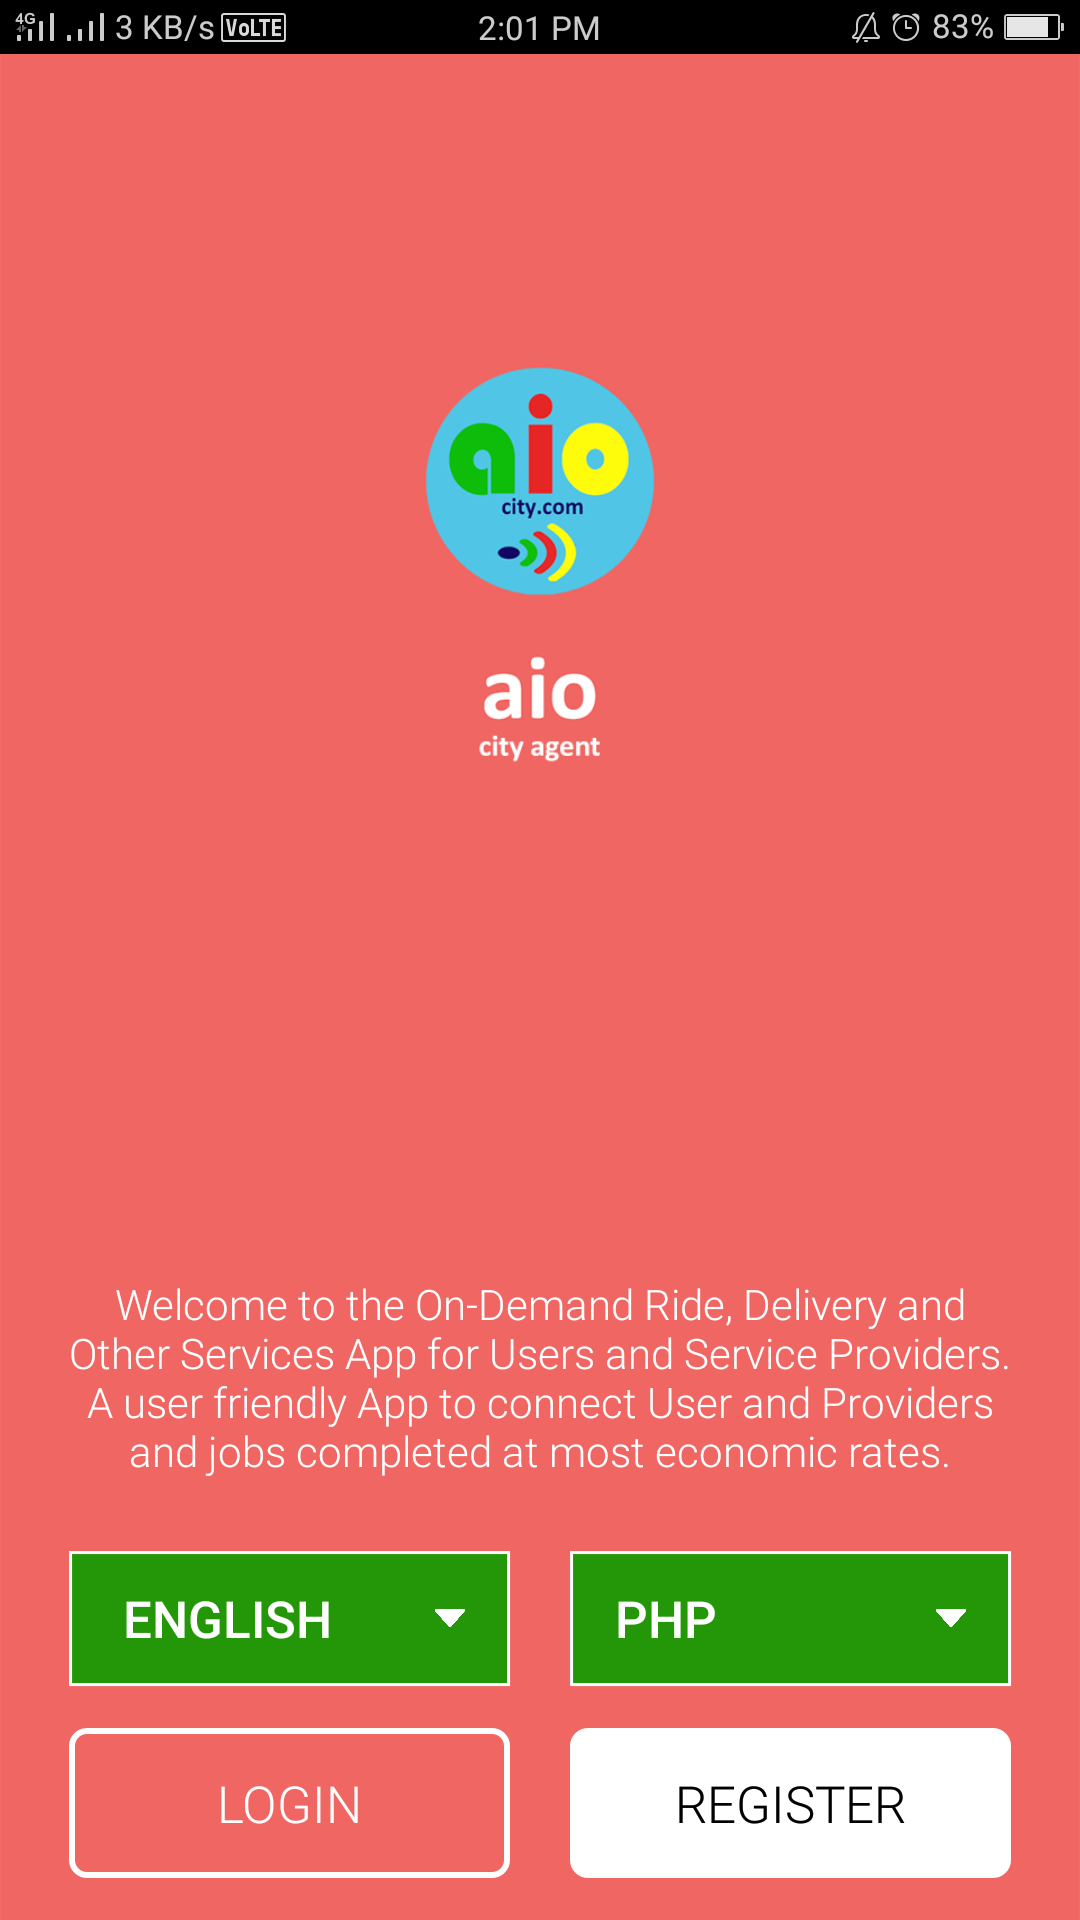 4G 3 KB/s VoLTE 2:01 PM 83%
aio
city.com
aio
city agent
Welcome to the On-Demand Ride, Delivery and
Other Services App for Users and Service Providers.
A user friendly App to connect User and Providers
and jobs completed at most economic rates.
ENGLISH PHP
LOGIN REGISTER